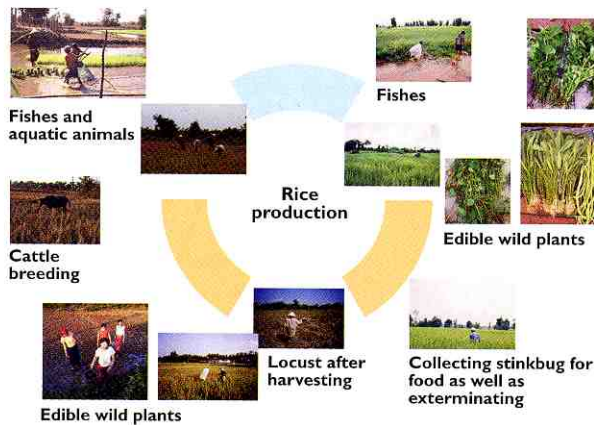 Fishes and
aquatic animals
Fishes
Rice
production
Edible wild plants
Cattle
breeding
Locust after
harvesting
Collecting stinkbug for
food as well as
exterminating
Edible wild plants